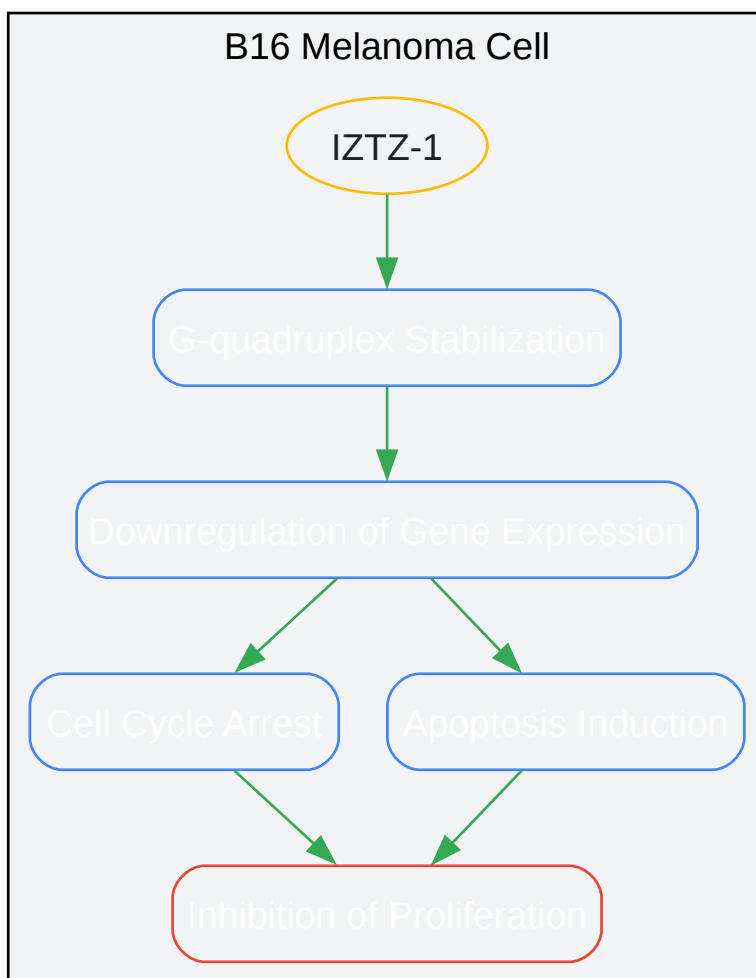 B16 Melanoma Cell
IZTZ-1
G-quadruplex Stabilization
Downregulation of Gene Expression
Cell Cycle Arrest
Apoptosis Induction
Inhibition of Proliferation